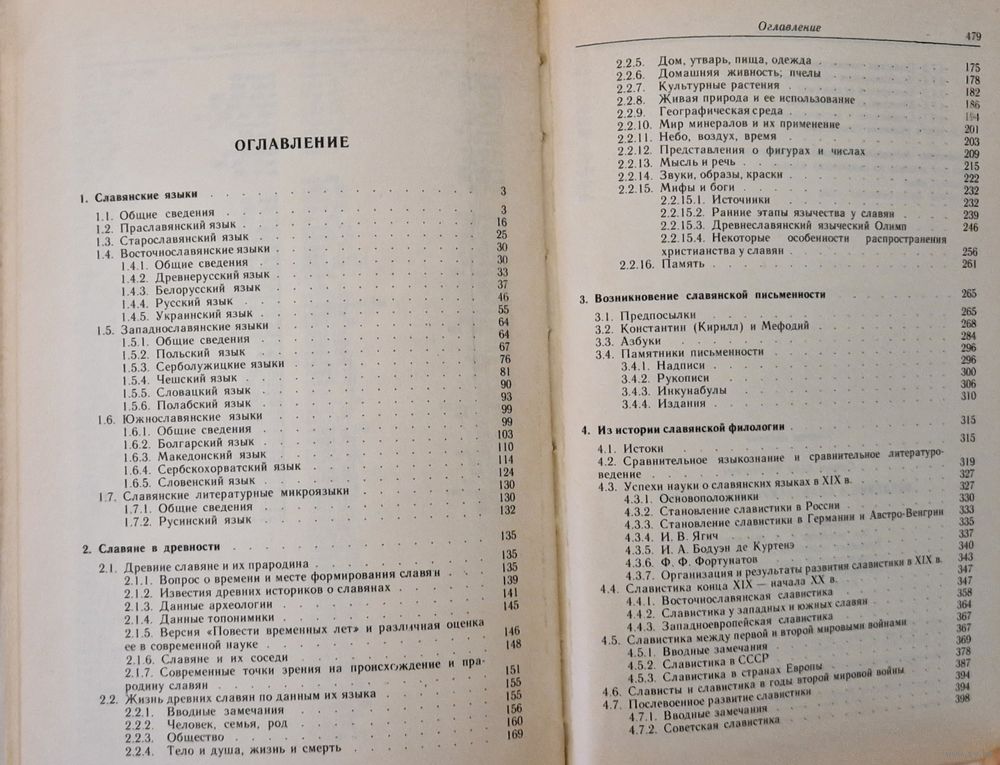 ОГЛАВЛЕНИЕ
1. Славянские языки . . . 3
1.1. Общие сведения . . . 3
1.2. Праславянский язык . . . 16
1.3. Старославянский язык . . . 25
1.4. Восточнославянские языки . . . 30
1.4.1. Общие сведения . . . 30
1.4.2. Древнерусский язык . . . 33
1.4.3. Белорусский язык . . . 37
1.4.4. Русский язык . . . 46
1.4.5. Украинский язык . . . 55
1.5. Западнославянские языки . . . 64
1.5.1. Общие сведения . . . 64
1.5.2. Польский язык . . . 67
1.5.3. Серболужицкие языки . . . 76
1.5.4. Чешский язык . . . 81
1.5.5. Словацкий язык . . . 90
1.5.6. Полабский язык . . . 93
1.6. Южнославянские языки . . . 99
1.6.1. Общие сведения . . . 99
1.6.2. Болгарский язык . . . 103
1.6.3. Македонский язык . . . 110
1.6.4. Сербскохорватский язык . . . 114
1.6.5. Словенский язык . . . 124
1.7. Славянские литературные микроязыки . . . 130
1.7.1. Общие сведения . . . 130
1.7.2. Русинский язык . . . 132
2. Славяне в древности . . . 135
2.1. Древние славяне и их прародина . . . 135
2.1.1. Вопрос о времени и месте формирования славян . . . 135
2.1.2. Известия древних историков о славянах . . . 139
2.1.3. Данные археологии . . . 141
2.1.4. Данные топонимики . . . 145
2.1.5. Версия «Повести временных лет» и различная оценка
ее в современной науке . . . 146
2.1.6. Славяне и их соседи . . . 148
2.1.7. Современные точки зрения на происхождение и пра-
родину славян . . . 151
2.2. Жизнь древних славян по данным их языка . . . 155
2.2.1. Вводные замечания . . . 155
2.2.2. Человек, семья, род . . . 156
2.2.3. Общество . . . 160
2.2.4. Тело и душа, жизнь и смерть . . . 169
Оглавление 479
2.2.5. Дом, утварь, пища, одежда . . . 175
2.2.6. Домашняя живность; пчелы . . . 178
2.2.7. Культурные растения . . . 182
2.2.8. Живая природа и ее использование . . . 186
2.2.9. Географическая среда . . . 194
2.2.10. Мир минералов и их применение . . . 201
2.2.11. Небо, воздух, время . . . 203
2.2.12. Представления о фигурах и числах . . . 209
2.2.13. Мысль и речь . . . 215
2.2.14. Звуки, образы, краски . . . 222
2.2.15. Мифы и боги . . . 232
2.2.15.1. Источники . . . 232
2.2.15.2. Ранние этапы язычества у славян . . . 239
2.2.15.3. Древнеславянский языческий Олимп . . . 246
2.2.15.4. Некоторые особенности распространения
христианства у славян . . . 256
2.2.16. Память . . . 261
3. Возникновение славянской письменности . . . 265
3.1. Предпосылки . . . 265
3.2. Константин (Кирилл) и Мефодий . . . 268
3.3. Азбуки . . . 284
3.4. Памятники письменности . . . 296
3.4.1. Надписи . . . 296
3.4.2. Рукописи . . . 300
3.4.3. Инкунабулы . . . 306
3.4.4. Издания . . . 310
4. Из истории славянской филологии . . . 315
4.1. Истоки . . . 315
4.2. Сравнительное языкознание и сравнительное литературо-
ведение . . . 319
4.3. Успехи науки о славянских языках в XIX в. . . . 327
4.3.1. Основоположники . . . 327
4.3.2. Становление славистики в России . . . 330
4.3.3. Становление славистики в Германии и Австро-Венгрии 333
4.3.4. И. В. Ягич . . . 335
4.3.5. И. А. Бодуэн де Куртенэ . . . 337
4.3.6. Ф. Ф. Фортунатов . . . 340
4.3.7. Организация и результаты развития славистики в XIX в. 343
4.4. Славистика конца XIX — начала XX в. . . . 347
4.4.1. Восточнославянская славистика . . . 347
4.4.2. Славистика у западных и южных славян . . . 358
4.4.3. Западноевропейская славистика . . . 364
4.5. Славистика между первой и второй мировыми войнами . . . 367
4.5.1. Вводные замечания . . . 367
4.5.2. Славистика в СССР . . . 369
4.5.3. Славистика в странах Европы . . . 378
4.6. Слависты и славистика в годы второй мировой войны . . . 387
4.7. Послевоенное развитие славистики . . . 394
4.7.1. Вводные замечания . . . 394
4.7.2. Советская славистика . . . 398